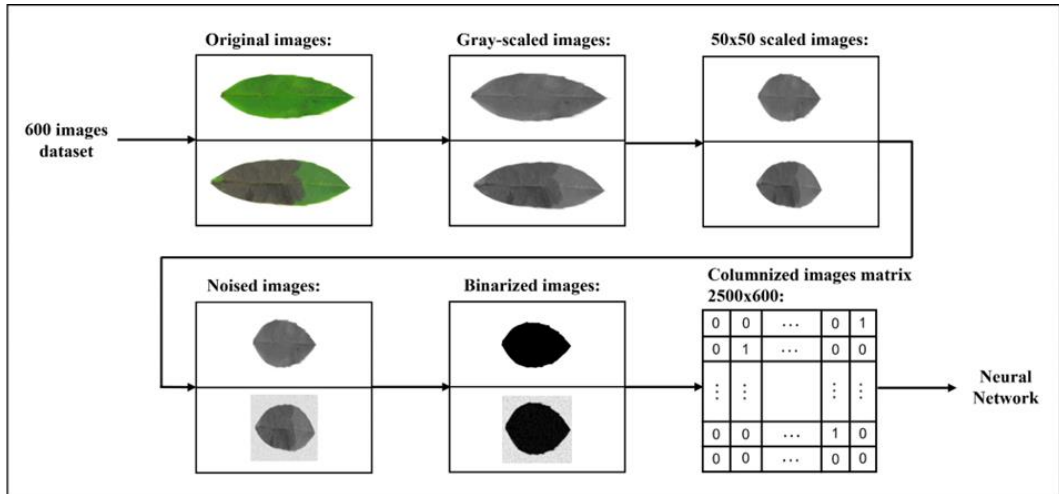 Original images:
Gray-scaled images:
50x50 scaled images:
600 images
dataset
Noised images:
Binarized images:
Columnized images matrix
2500x600:
0 0 ... 0 1
0 1 ... 0 0
⋮ ⋮ ⋮ ⋮
0 0 ... 1 0
0 0 ... 0 0
Neural
Network